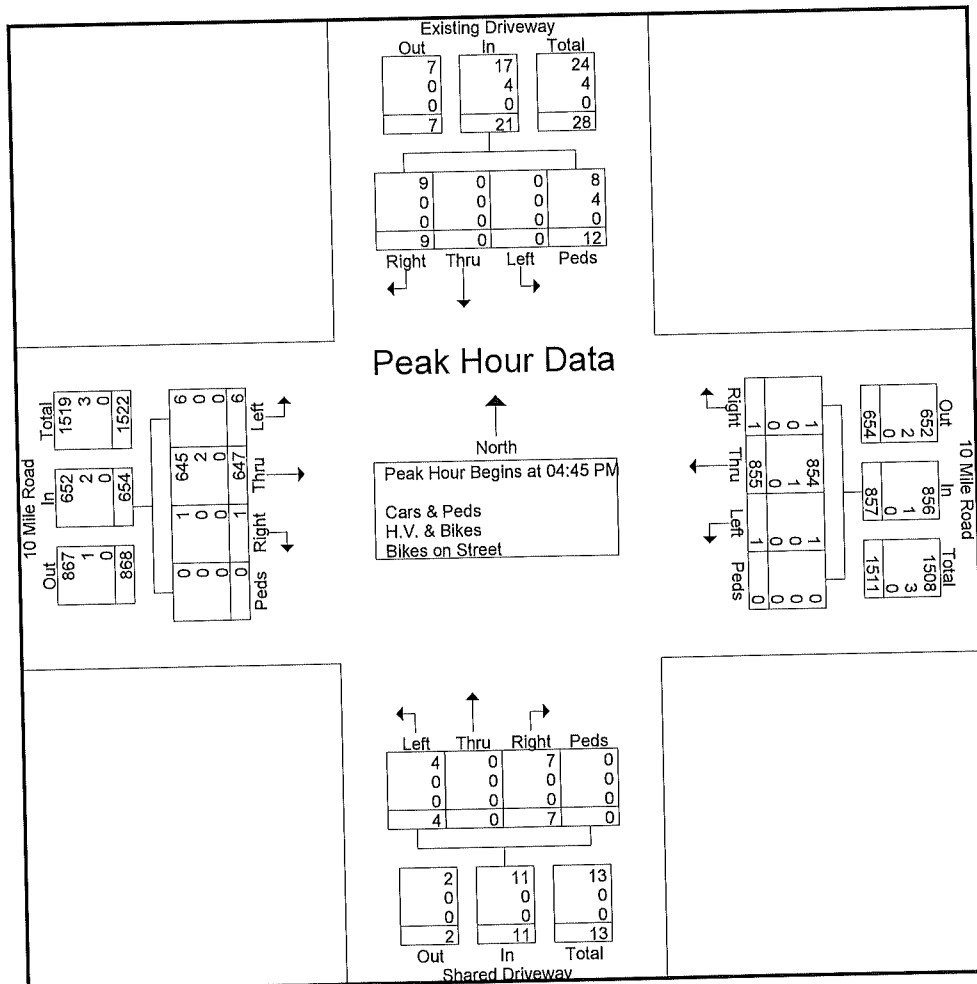 Existing Driveway
Out In Total
7 17 24
0 4 4
0 0 0
7 21 28
9 0 0 8
0 0 0 4
0 0 0 0
9 0 0 12
Right Thru Left Peds
Peak Hour Data
North
Peak Hour Begins at 04:45 PM
Cars & Peds
H.V. & Bikes
Bikes on Street
10 Mile Road
Out In Total
867 652 1519
1 2 3
0 0 0
868 654 1522
Peds Right Thru Left
0 1 645 6
0 0 2 0
0 0 0 0
0 1 647 6
10 Mile Road
Out In Total
652 856 1508
2 1 3
0 0 0
654 857 1511
Right Thru Left Peds
1 854 1 0
0 1 0 0
0 0 0 0
1 855 1 0
Left Thru Right Peds
4 0 7 0
0 0 0 0
0 0 0 0
4 0 7 0
2 11 13
0 0 0
0 0 0
2 11 13
Out In Total
Shared Driveway